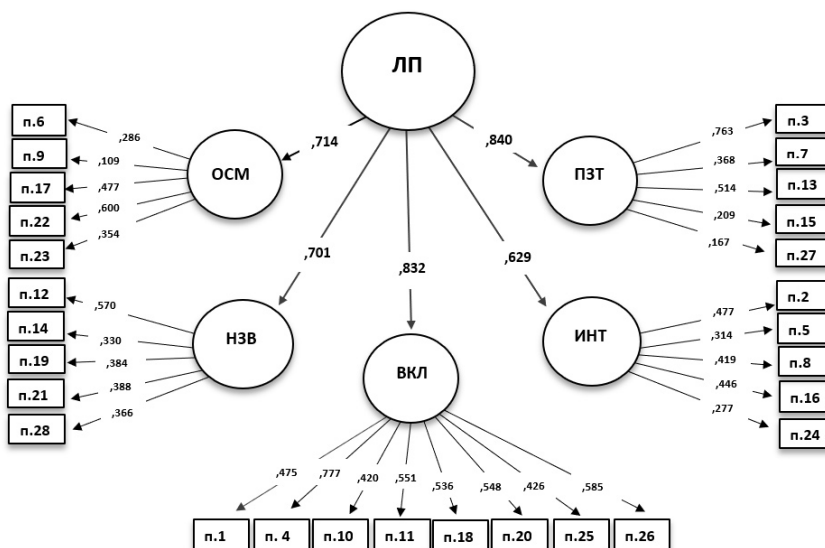 ЛП
,714
,840
,701
,832
,629
ОСМ
п.6
п.9
п.17
п.22
п.23
,286
,109
,477
,600
,354
ПЗТ
п.3
п.7
п.13
п.15
п.27
,763
,368
,514
,209
,167
НЗВ
п.12
п.14
п.19
п.21
п.28
,570
,330
,384
,388
,366
ИНТ
п.2
п.5
п.8
п.16
п.24
,477
,314
,419
,446
,277
ВКЛ
,475
,777
,420
,551
,536
,548
,426
,585
п.1
п. 4
п.10
п.11
п.18
п.20
п.25
п.26